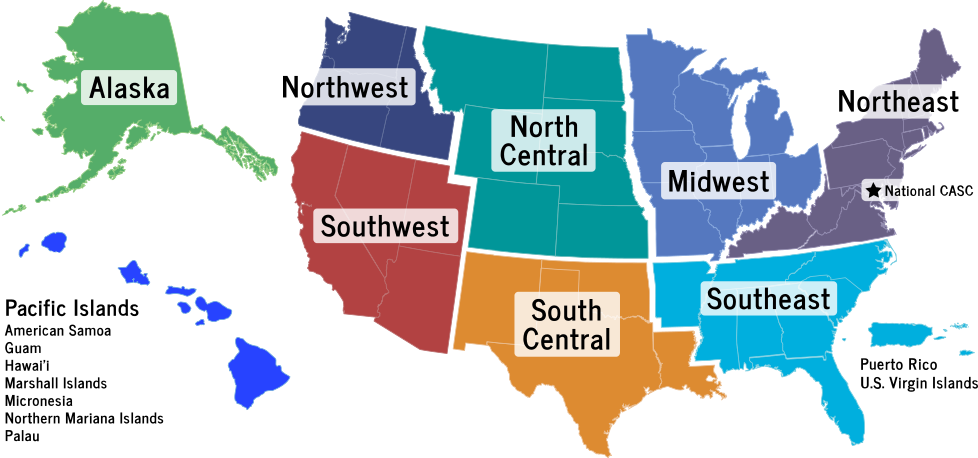 Alaska
Northwest
North
Central
Northeast
Midwest
National CASC
Southwest
Pacific Islands
American Samoa
Guam
Hawai'i
Marshall Islands
Micronesia
Northern Mariana Islands
Palau
South
Central
Southeast
Puerto Rico
U.S. Virgin Islands